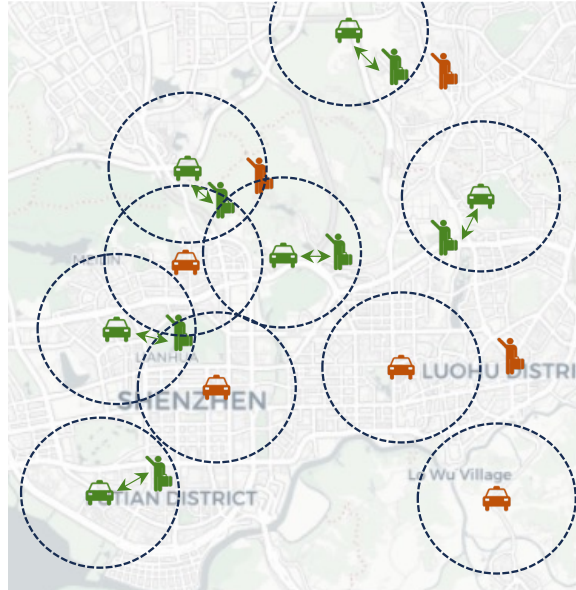 LIANHUA
SHENZHEN
LUOHU DISTRI
Lo Wu Village
TIAN DISTRICT